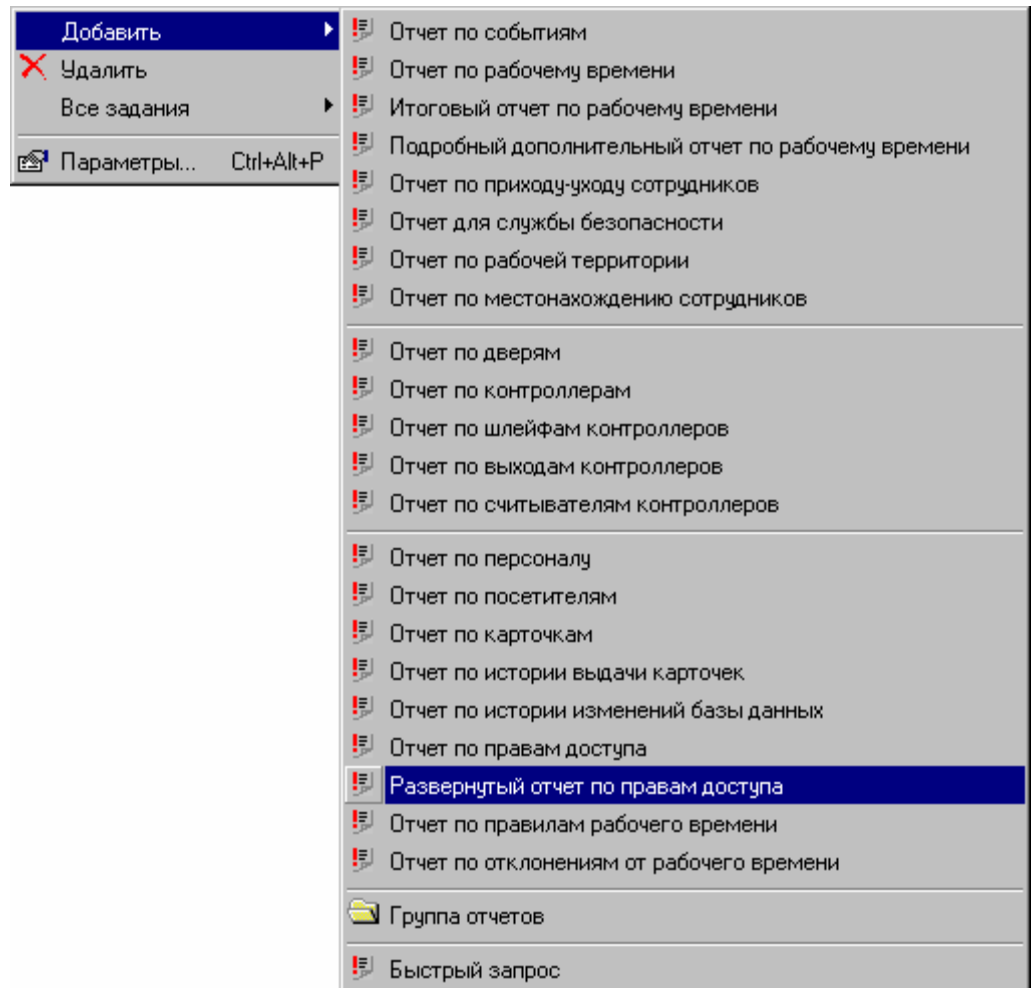 Добавить
Удалить
Все задания
Параметры... Ctrl+Alt+P
Отчет по событиям
Отчет по рабочему времени
Итоговый отчет по рабочему времени
Подробный дополнительный отчет по рабочему времени
Отчет по приходу-уходу сотрудников
Отчет для службы безопасности
Отчет по рабочей территории
Отчет по местонахождению сотрудников
Отчет по дверям
Отчет по контроллерам
Отчет по шлейфам контроллеров
Отчет по выходам контроллеров
Отчет по считывателям контроллеров
Отчет по персоналу
Отчет по посетителям
Отчет по карточкам
Отчет по истории выдачи карточек
Отчет по истории изменений базы данных
Отчет по правам доступа
Развернутый отчет по правам доступа
Отчет по правилам рабочего времени
Отчет по отклонениям от рабочего времени
Группа отчетов
Быстрый запрос